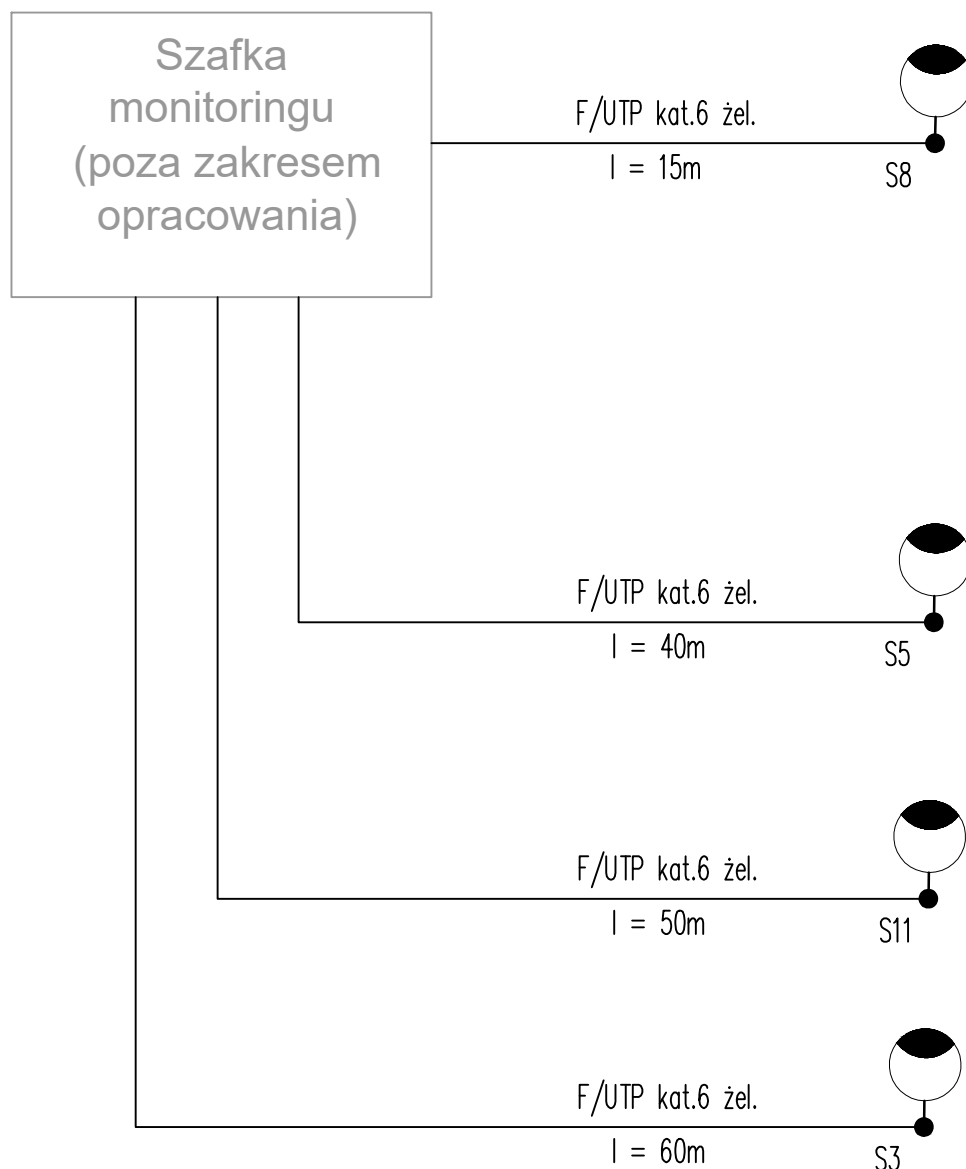 Szafka
monitoringu
(poza zakresem
opracowania)
F/UTP kat.6 żel.
l = 15m
S8
F/UTP kat.6 żel.
l = 40m
S5
F/UTP kat.6 żel.
l = 50m
S11
F/UTP kat.6 żel.
l = 60m
S3